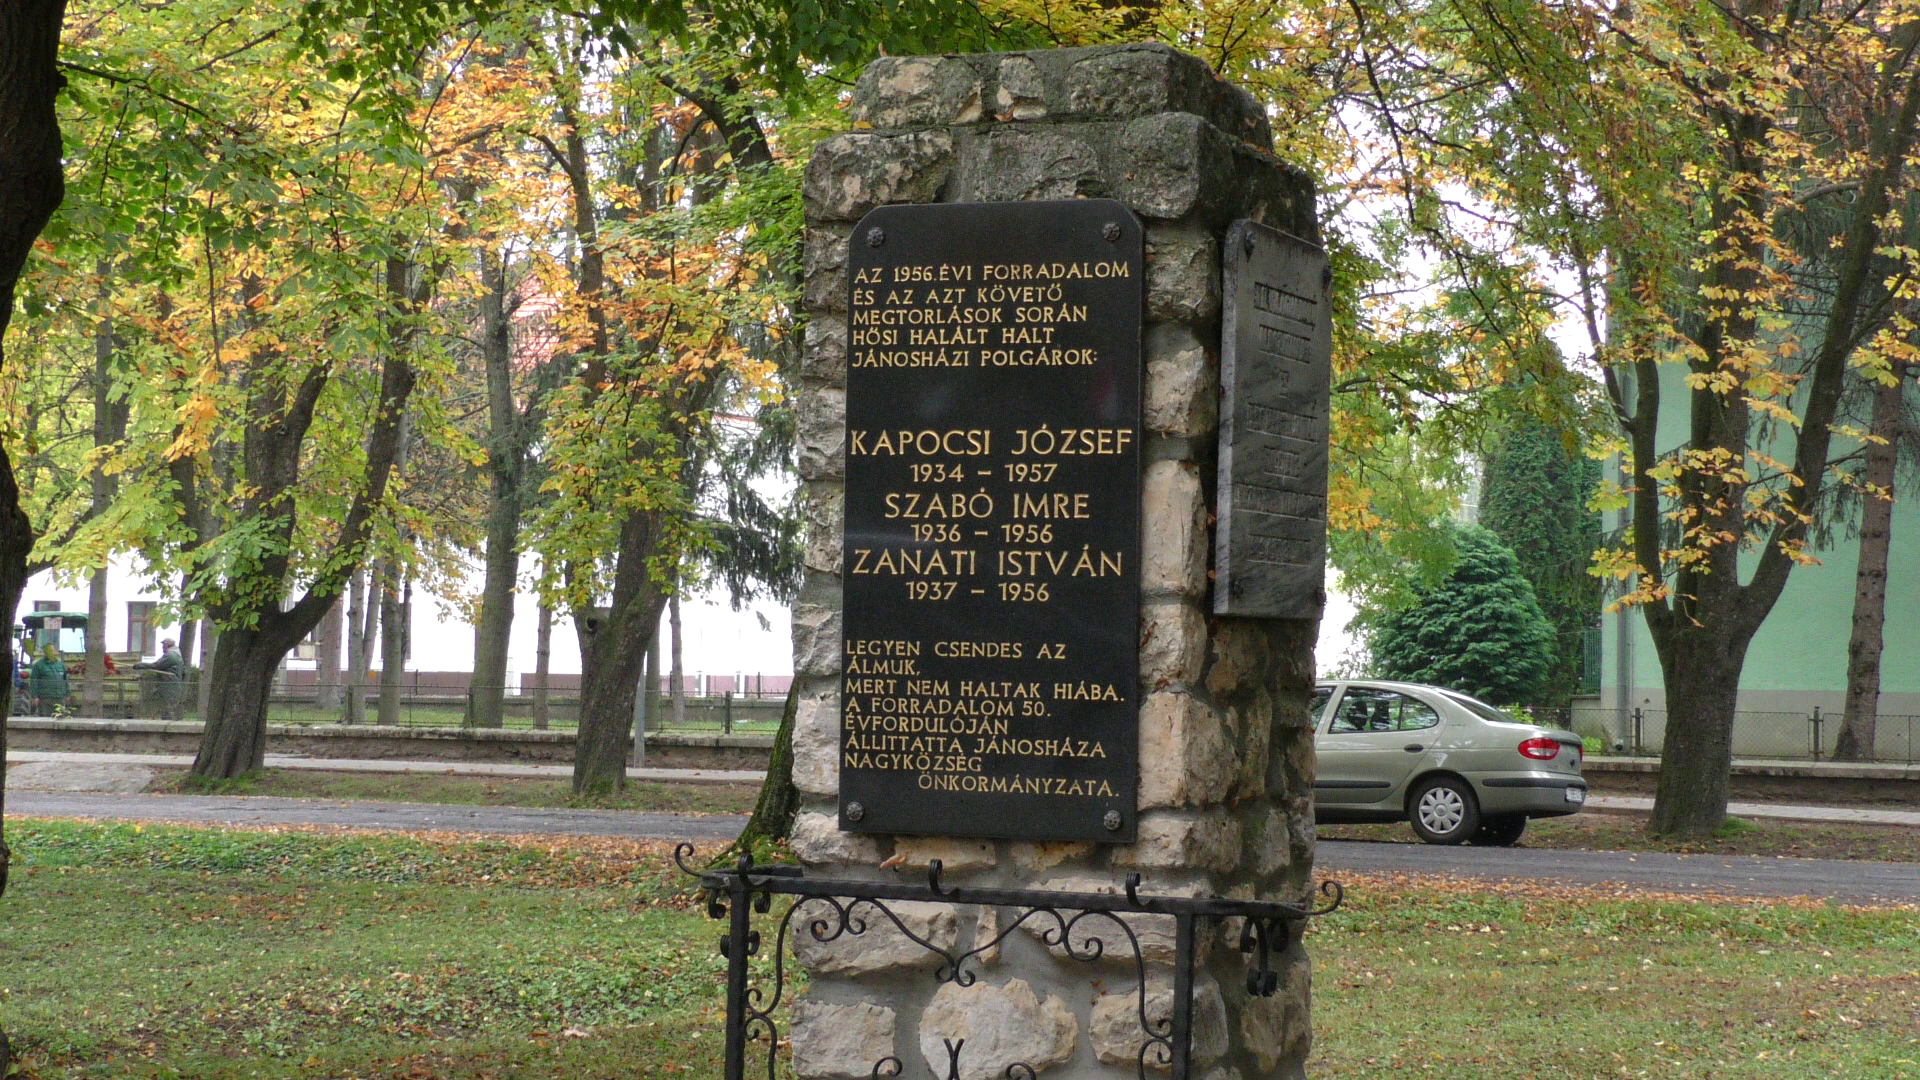 AZ 1956.ÉVI FORRADALOM
ÉS AZ AZT KÖVETŐ
MEGTORLÁSOK SORÁN
HŐSI HALÁLT HALT
JÁNOSHÁZI POLGÁROK:
KAPOCSI JÓZSEF
1934 – 1957
SZABÓ IMRE
1936 – 1956
ZANATI ISTVÁN
1937 – 1956
LEGYEN CSENDES AZ
ÁLMUK,
MERT NEM HALTAK HIÁBA.
A FORRADALOM 50.
ÉVFORDULÓJÁN
ÁLLITTATTA JÁNOSHÁZA
NAGYKÖZSÉG
ÖNKORMÁNYZATA.